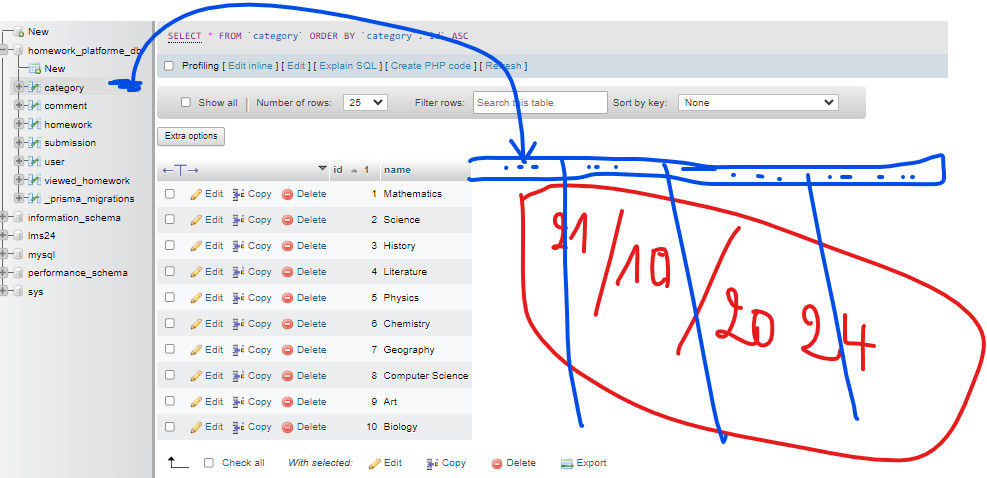 New
homework_platforme_db
New
category
comment
homework
submission
user
viewed_homework
_prisma_migrations
information_schema
lms24
mysql
performance_schema
sys
SELECT * FROM `category` ORDER BY `category`.`id` ASC
Profiling [ Edit inline ] [ Edit ] [ Explain SQL ] [ Create PHP code ] [ Refresh ]
Show all Number of rows: 25 Filter rows: Search this table Sort by key: None
Extra options
←T→ id 1 name
Edit Copy Delete 1 Mathematics
Edit Copy Delete 2 Science
Edit Copy Delete 3 History
Edit Copy Delete 4 Literature
Edit Copy Delete 5 Physics
Edit Copy Delete 6 Chemistry
Edit Copy Delete 7 Geography
Edit Copy Delete 8 Computer Science
Edit Copy Delete 9 Art
Edit Copy Delete 10 Biology
Check all With selected: Edit Copy Delete Export
21/10/2024